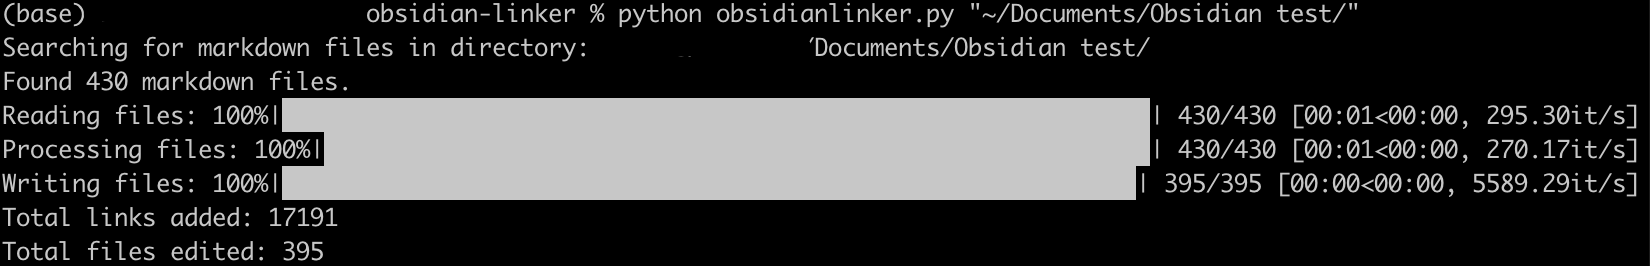 (base) obsidian-linker % python obsidianlinker.py "~/Documents/Obsidian test/"
Searching for markdown files in directory: /Documents/Obsidian test/
Found 430 markdown files.
Reading files: 100%| | 430/430 [00:01<00:00, 295.30it/s]
Processing files: 100%| | 430/430 [00:01<00:00, 270.17it/s]
Writing files: 100%| | 395/395 [00:00<00:00, 5589.29it/s]
Total links added: 17191
Total files edited: 395